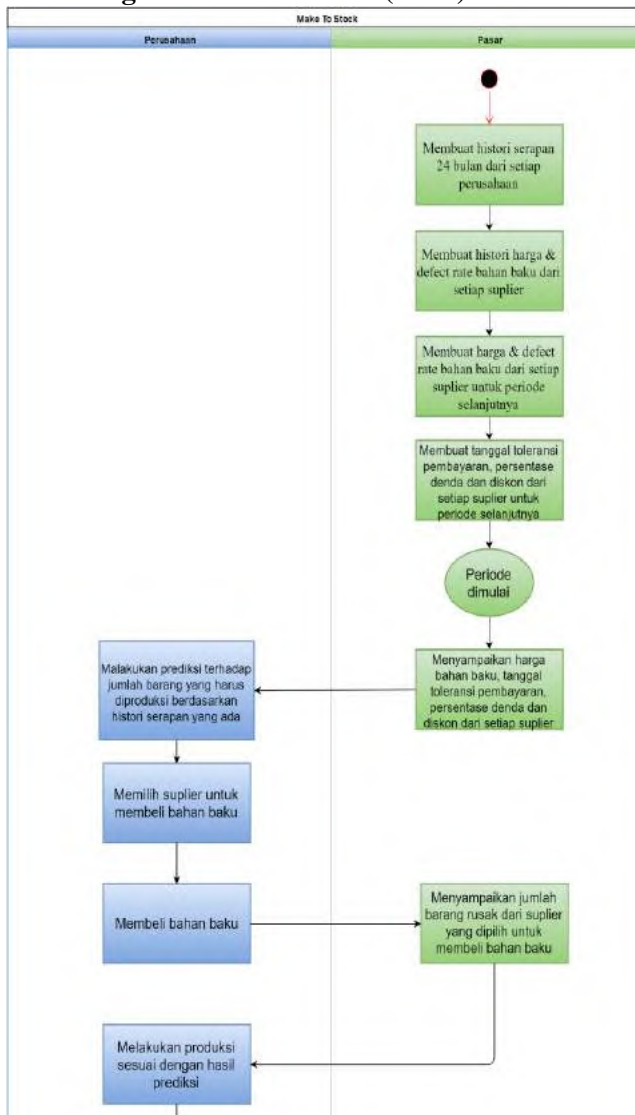 Make To Stock
Perusahaan
Pasar
Membuat histori serapan
24 bulan dari setiap
perusahaan
Membuat histori harga &
defect rate bahan baku dari
setiap suplier
Membuat harga & defect
rate bahan baku dari setiap
suplier untuk periode
selanjutnya
Membuat tanggal toleransi
pembayaran, persentase
denda dan diskon dari
setiap suplier untuk
periode selanjutnya
Periode
dimulai
Menyampaikan harga
bahan baku, tanggal
toleransi pembayaran,
persentase denda dan
diskon dari setiap suplier
Malakukan prediksi terhadap
jumlah barang yang harus
diproduksi berdasarkan
histori serapan yang ada
Memilih suplier untuk
membeli bahan baku
Membeli bahan baku
Menyampaikan jumlah
barang rusak dari suplier
yang dipilih untuk
membeli bahan baku
Melakukan produksi
sesuai dengan hasil
prediksi